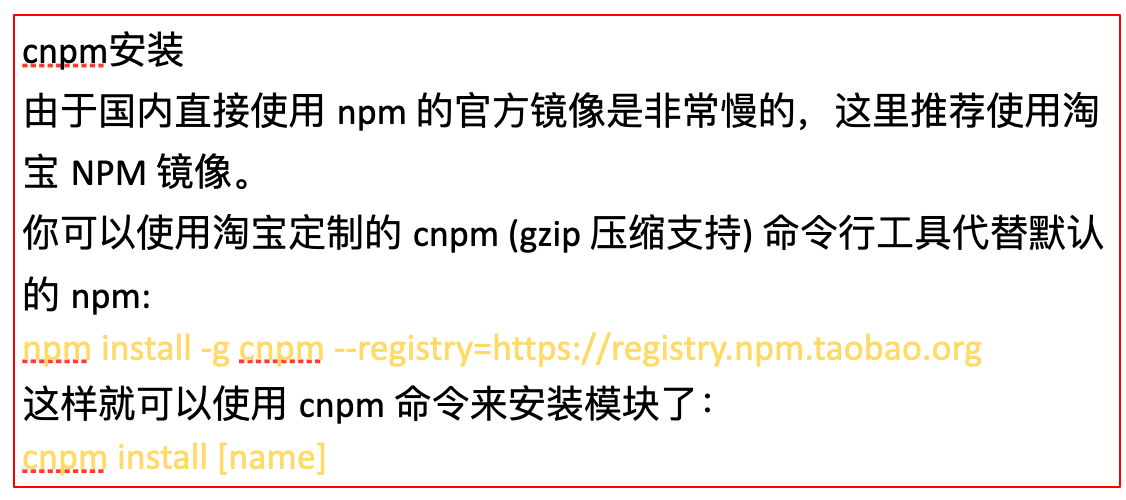 cnpm安装
由于国内直接使用 npm 的官方镜像是非常慢的，这里推荐使用淘
宝 NPM 镜像。
你可以使用淘宝定制的 cnpm (gzip 压缩支持) 命令行工具代替默认
的 npm:
npm install -g cnpm --registry=https://registry.npm.taobao.org
这样就可以使用 cnpm 命令来安装模块了：
cnpm install [name]